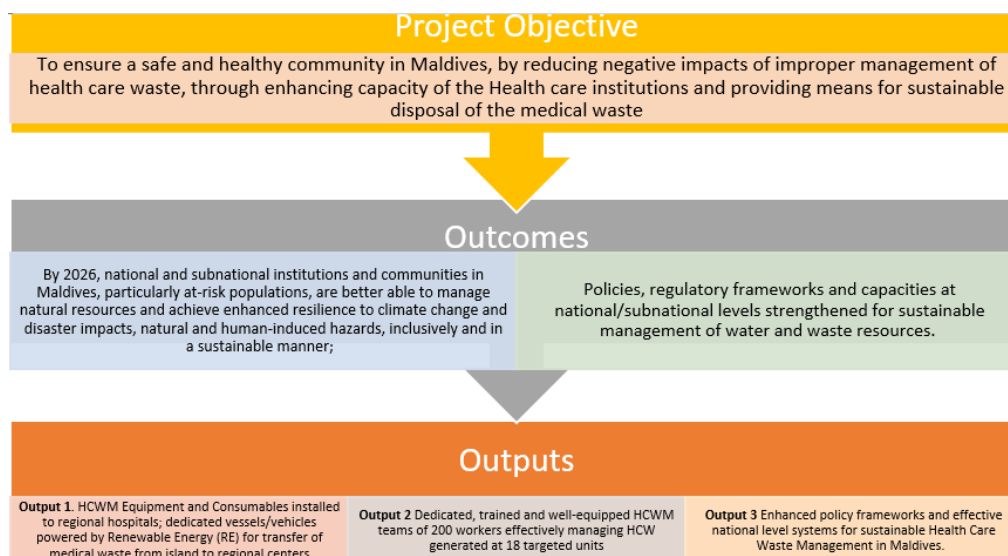 Project Objective
To ensure a safe and healthy community in Maldives, by reducing negative impacts of improper management of
health care waste, through enhancing capacity of the Health care institutions and providing means for sustainable
disposal of the medical waste
Outcomes
By 2026, national and subnational institutions and communities in
Maldives, particularly at-risk populations, are better able to manage
natural resources and achieve enhanced resilience to climate change and
disaster impacts, natural and human-induced hazards, inclusively and in
a sustainable manner;
Policies, regulatory frameworks and capacities at
national/subnational levels strengthened for sustainable
management of water and waste resources.
Outputs
Output 1. HCWM Equipment and Consumables installed
to regional hospitals; dedicated vessels/vehicles
powered by Renewable Energy (RE) for transfer of
medical waste from island to regional centers
Output 2 Dedicated, trained and well-equipped HCWM
teams of 200 workers effectively managing HCW
generated at 18 targeted units
Output 3 Enhanced policy frameworks and effective
national level systems for sustainable Health Care
Waste Management in Maldives.